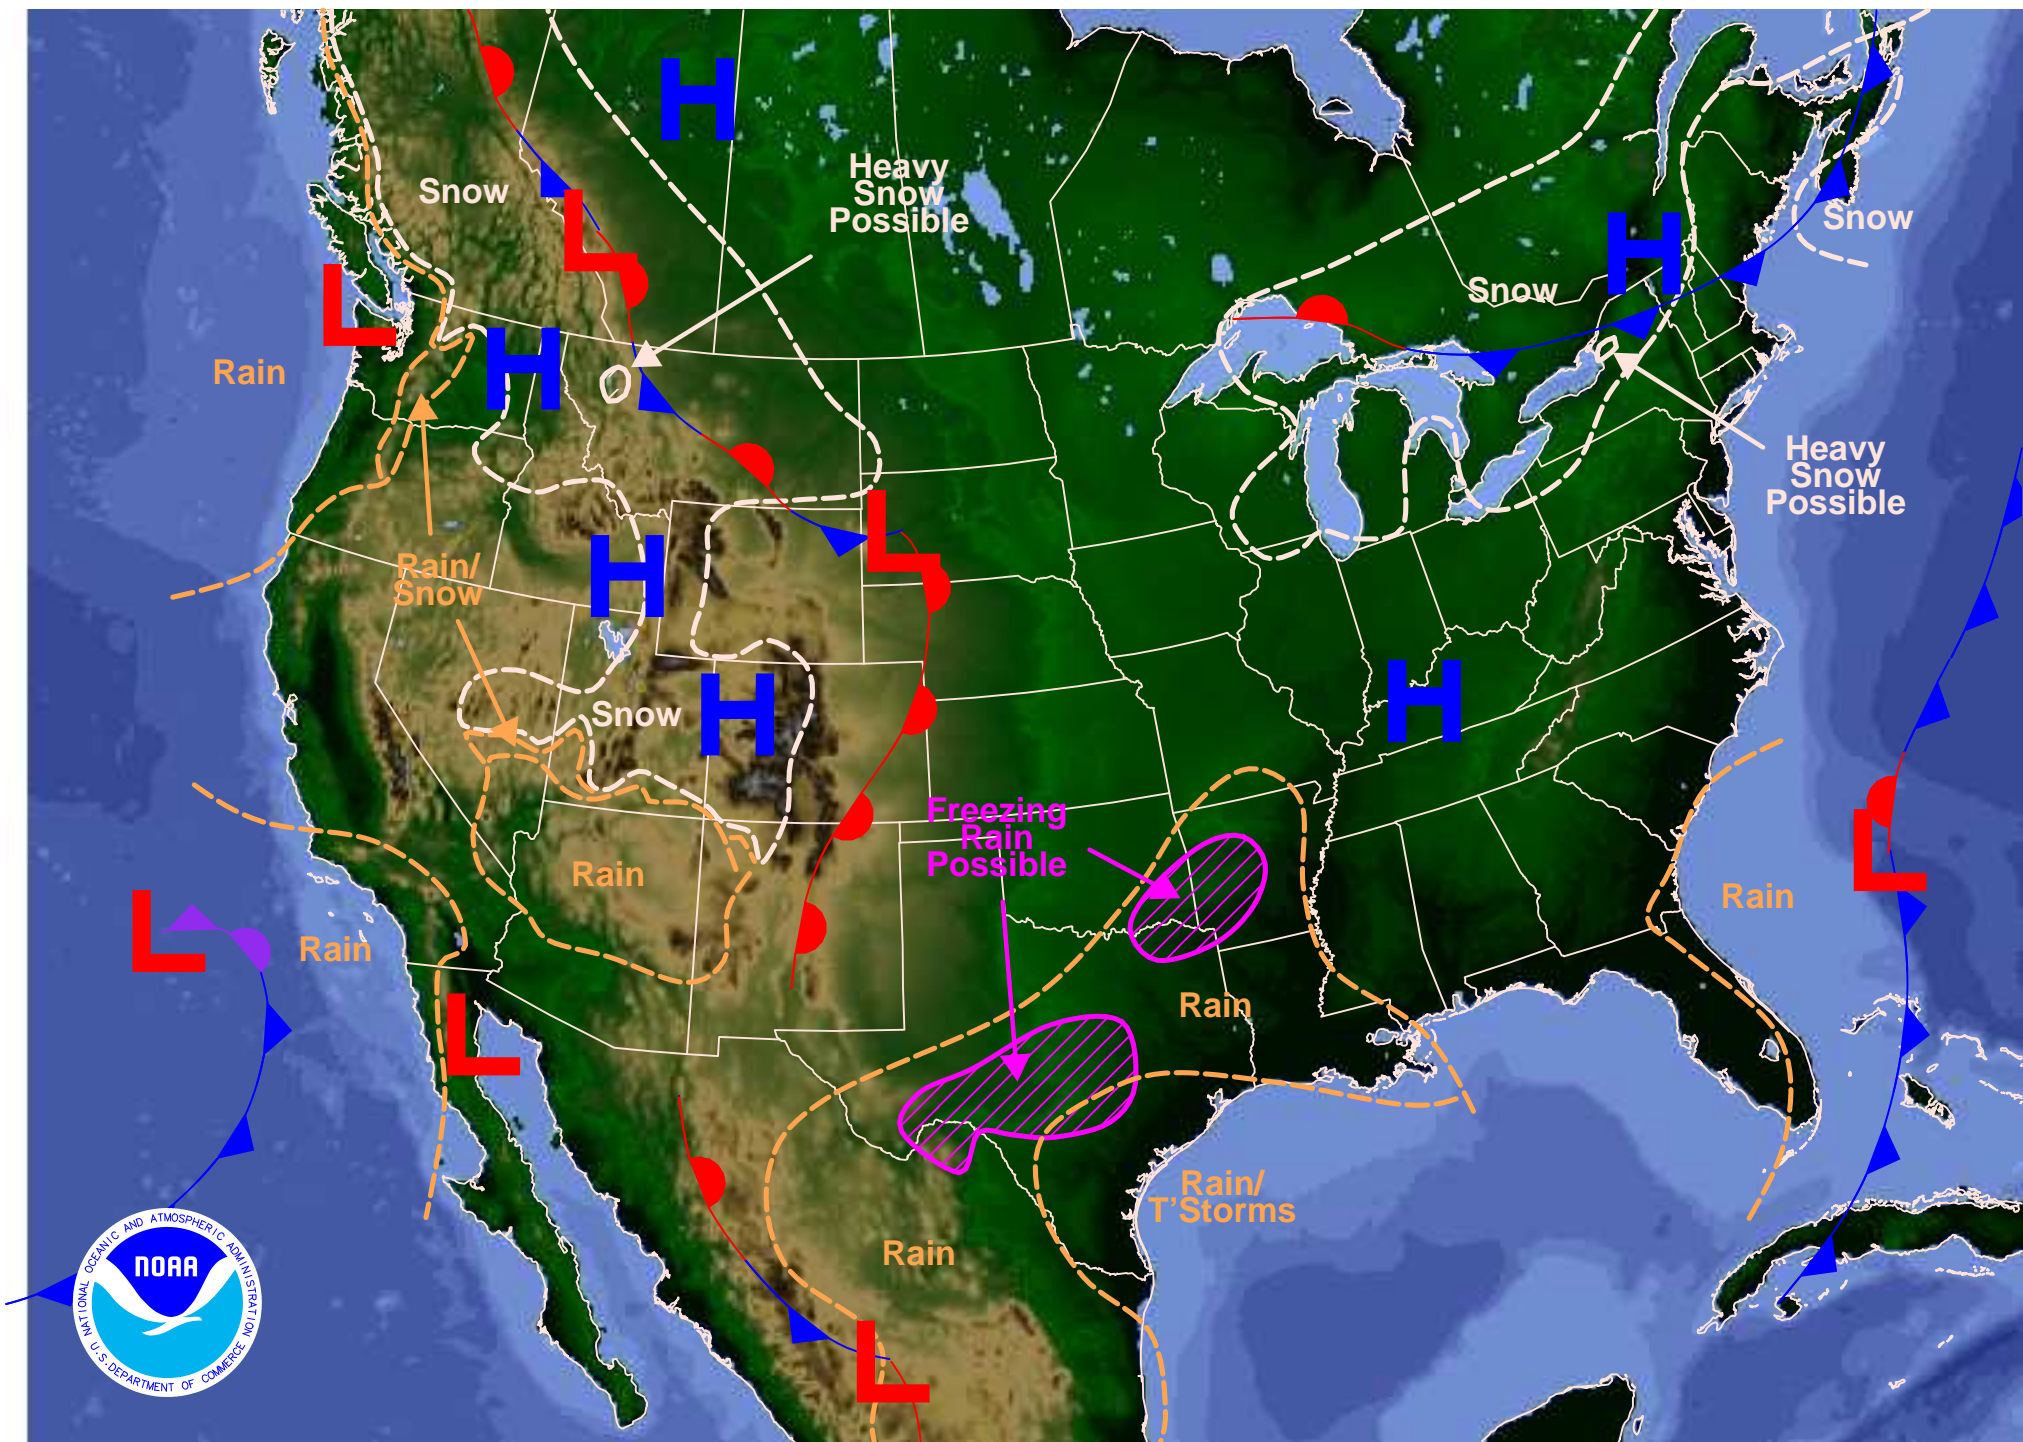 H
Heavy
Snow
Possible
Snow
L
H
Snow
L
Snow
H
Rain
Heavy
Snow
Possible
L
H
Rain/
Snow
Snow
H
H
Freezing
Rain
Possible
L
Rain
Rain
L
Rain
Rain
L
Rain/
T'Storms
Rain
L
NOAA
NATIONAL OCEANIC AND ATMOSPHERIC ADMINISTRATION
U.S. DEPARTMENT OF COMMERCE